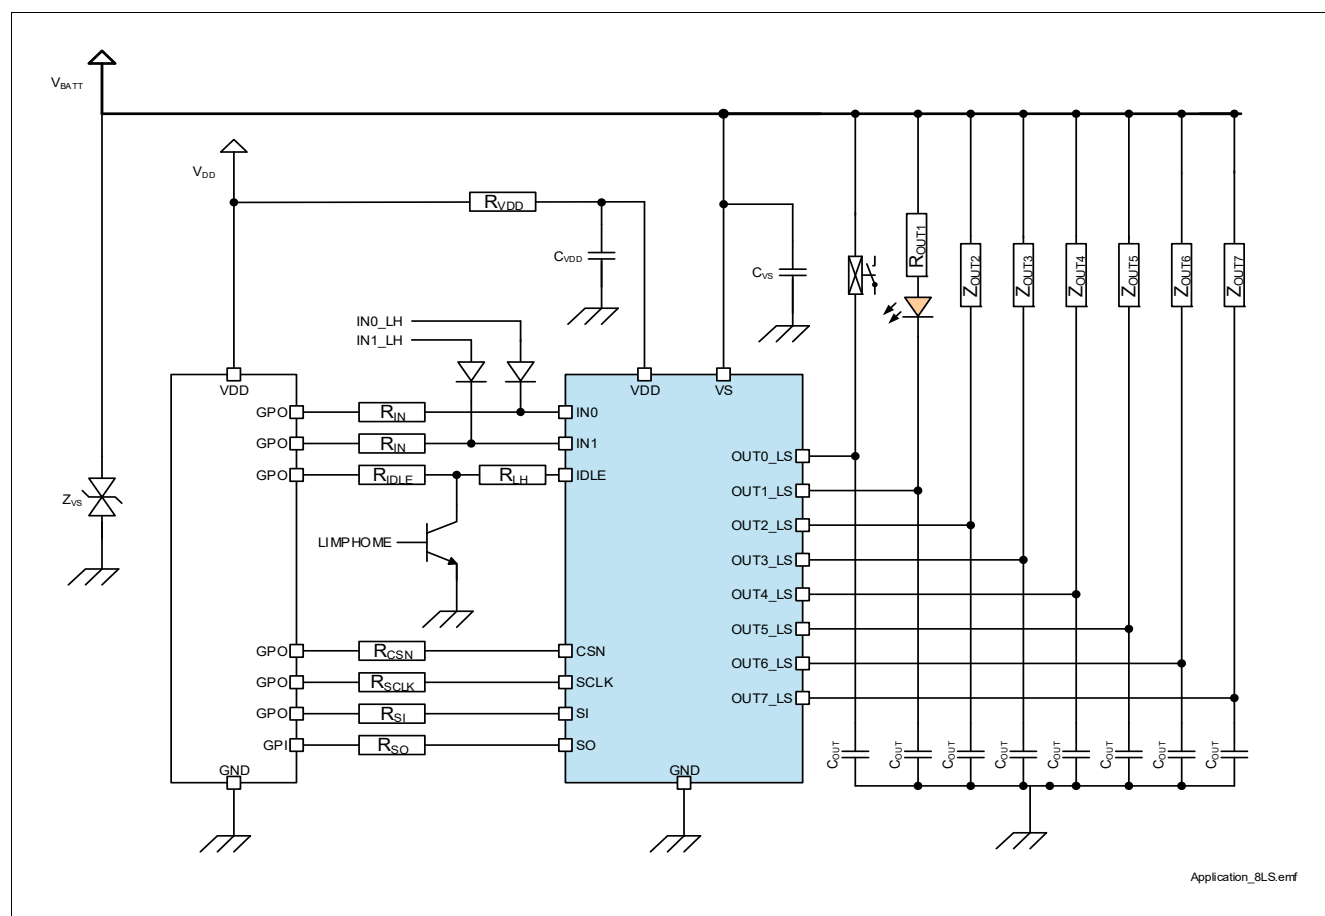 VBATT
VDD
RVDD
CVDD
CVS
ROUT1
ZOUT2
ZOUT3
ZOUT4
ZOUT5
ZOUT6
ZOUT7
IN0_LH
IN1_LH
VDD
VDD
VS
GPO
RIN
IN0
GPO
RIN
IN1
GPO
RIDLE
RLH
IDLE
ZVS
LIMPHOME
OUT0_LS
OUT1_LS
OUT2_LS
OUT3_LS
OUT4_LS
OUT5_LS
OUT6_LS
OUT7_LS
GPO
RCSN
CSN
GPO
RSCLK
SCLK
GPO
RSI
SI
GPI
RSO
SO
GND
GND
COUT
COUT
COUT
COUT
COUT
COUT
COUT
COUT
Application_8LS.emf